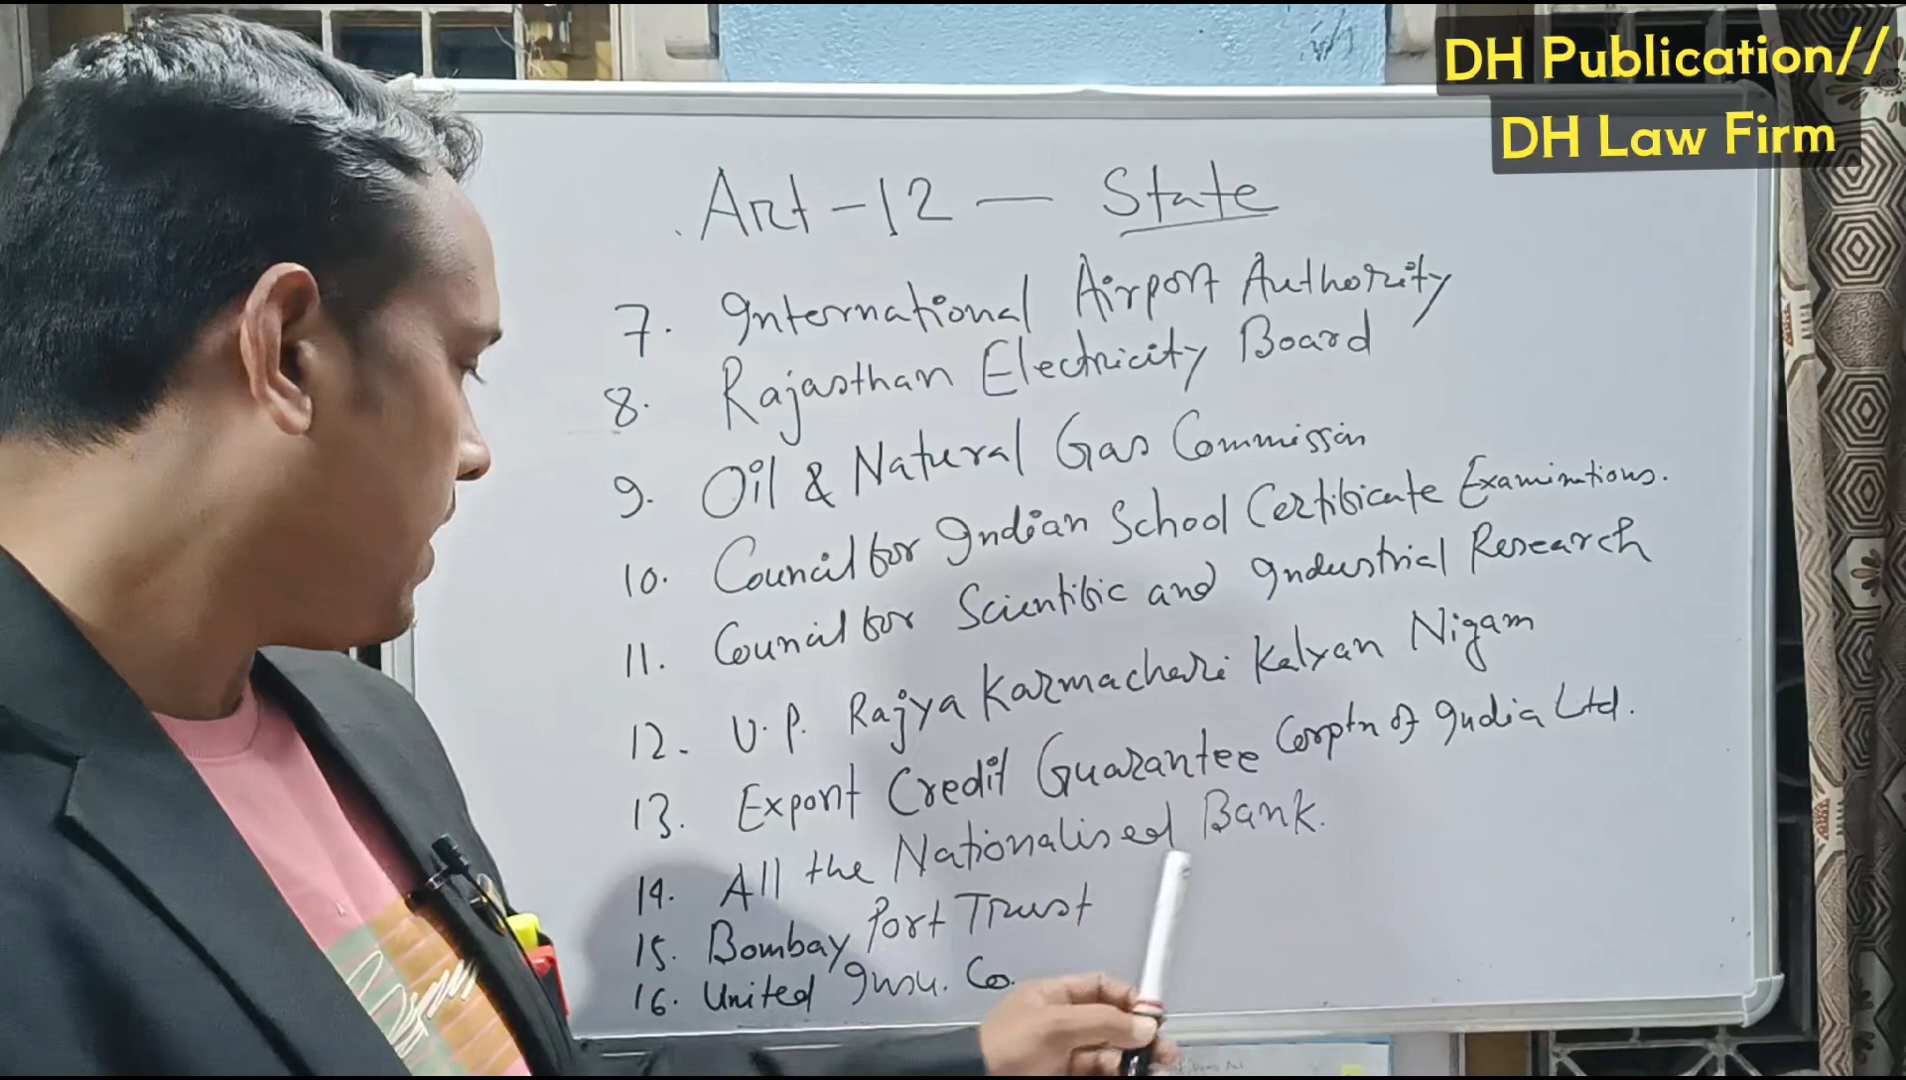 DH Publication//
DH Law Firm
Art-12 — State
7. International Airport Authority
8. Rajasthan Electricity Board
9. Oil & Natural Gas Commissin
10. Council for Indian School Certificate Examinations.
11. Council for Scientific and Industrial Research
12. U.P. Rajya Karmachari Kalyan Nigam
13. Export Credit Guarantee Corptn of India Ltd.
14. All the Nationalised Bank.
15. Bombay Port Trust
16. United Insu. Co.